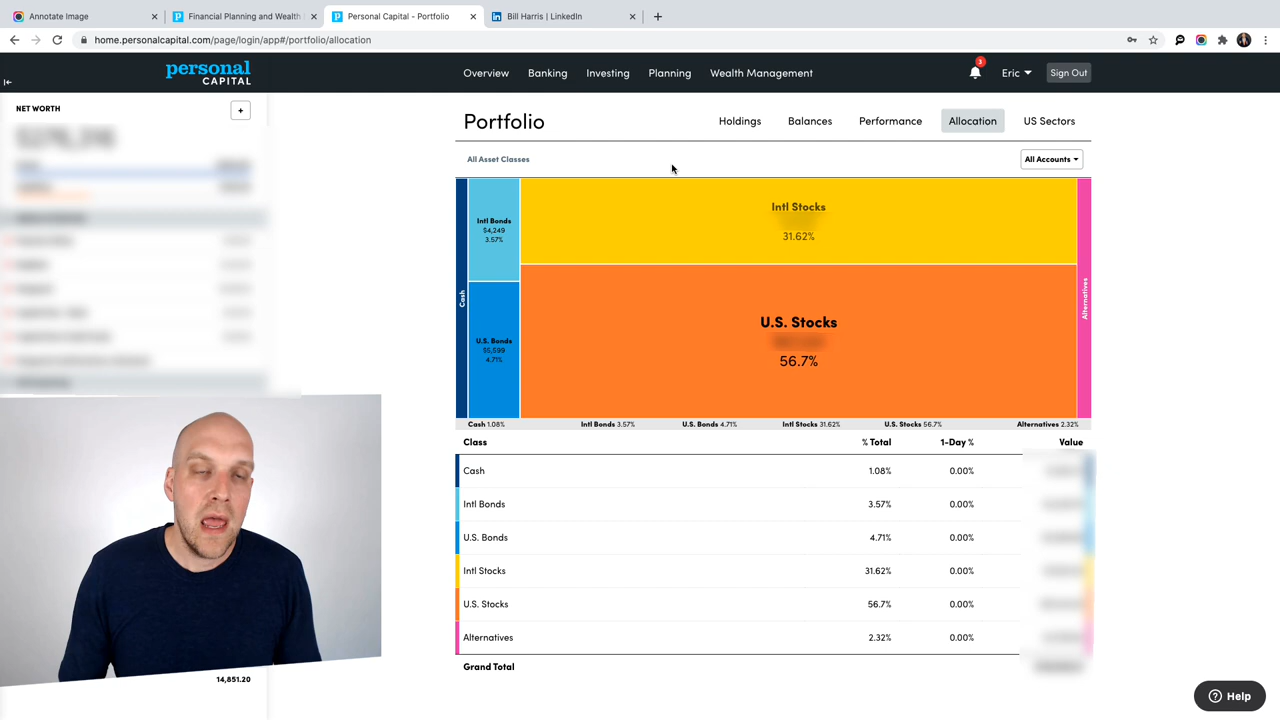 Annotate Image
Financial Planning and Wealth
Personal Capital - Portfolio
Bill Harris | LinkedIn
home.personalcapital.com/page/login/app#/portfolio/allocation
personal
CAPITAL
Overview
Banking
Investing
Planning
Wealth Management
3
Eric
Sign Out
NET WORTH
+
Portfolio
Holdings
Balances
Performance
Allocation
US Sectors
All Asset Classes
All Accounts
Cash
Intl Bonds
$4,249
3.57%
U.S. Bonds
$5,599
4.71%
Intl Stocks
31.62%
U.S. Stocks
56.7%
Alternatives
Cash 1.08%
Intl Bonds 3.57%
U.S. Bonds 4.71%
Intl Stocks 31.62%
U.S. Stocks 56.7%
Alternatives 2.32%
Class % Total 1-Day % Value
Cash 1.08% 0.00%
Intl Bonds 3.57% 0.00%
U.S. Bonds 4.71% 0.00%
Intl Stocks 31.62% 0.00%
U.S. Stocks 56.7% 0.00%
Alternatives 2.32% 0.00%
Grand Total
14,851.20
Help